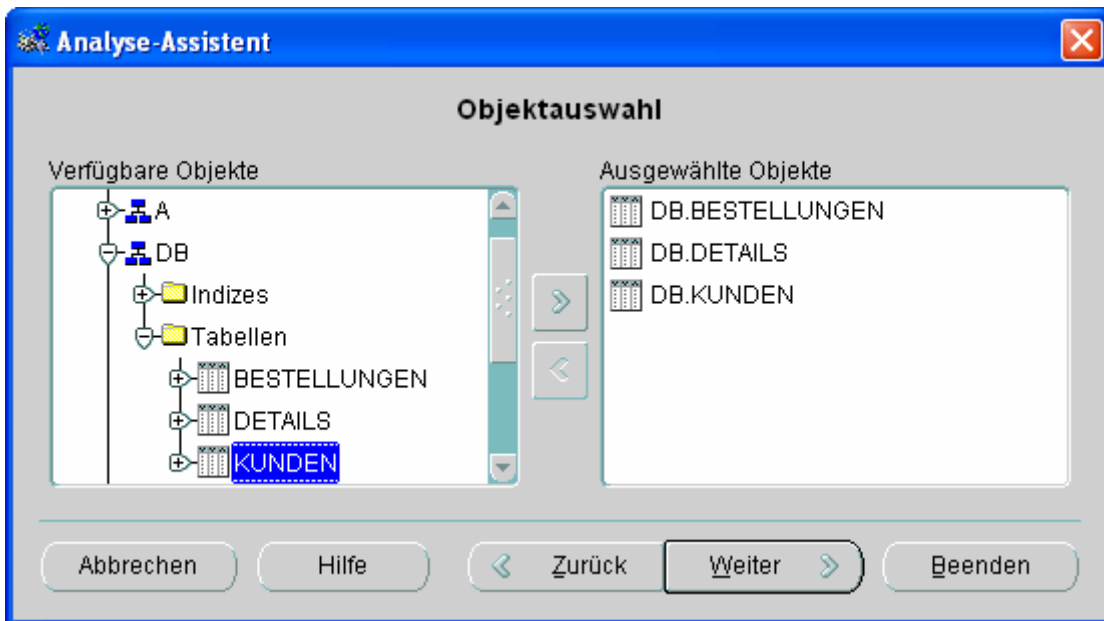 Analyse-Assistent
Objektauswahl
Verfügbare Objekte
A
DB
Indizes
Tabellen
BESTELLUNGEN
DETAILS
KUNDEN
Ausgewählte Objekte
DB.BESTELLUNGEN
DB.DETAILS
DB.KUNDEN
Abbrechen
Hilfe
Zurück
Weiter
Beenden